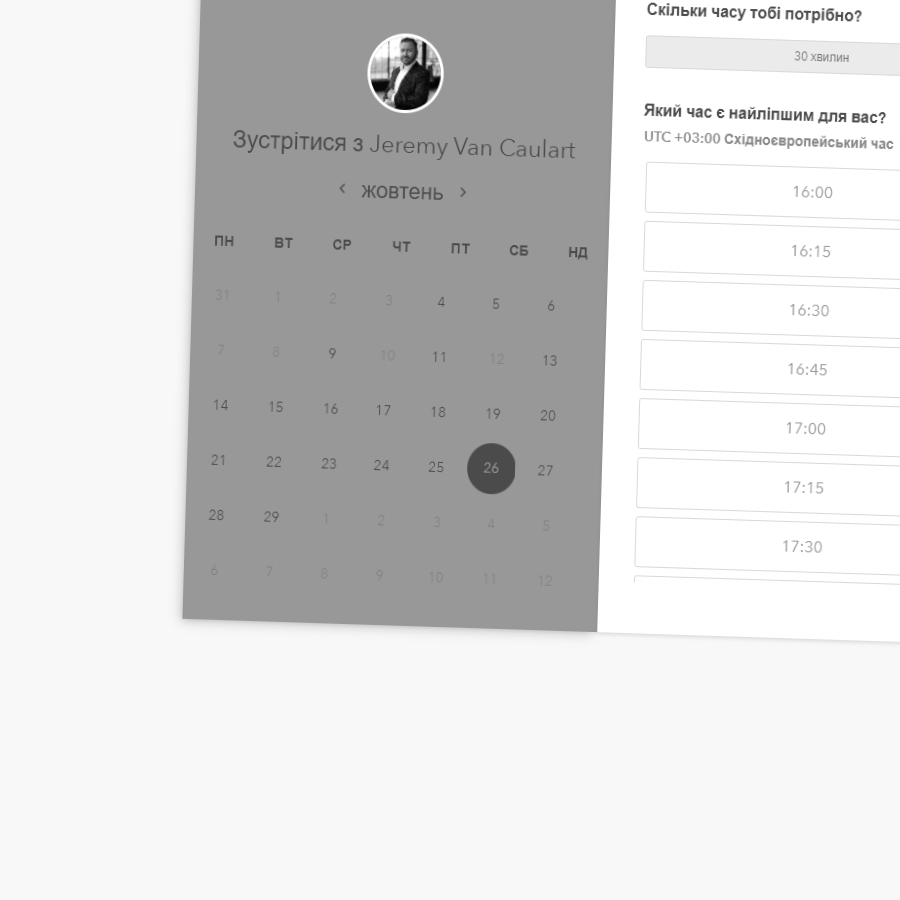 Зустрітися з Jeremy Van Caulart
‹ жовтень ›
ПН ВТ СР ЧТ ПТ СБ НД
31 1 2 3 4 5 6
7 8 9 10 11 12 13
14 15 16 17 18 19 20
21 22 23 24 25 26 27
28 29 1 2 3 4 5
6 7 8 9 10 11 12
Скільки часу тобі потрібно?
30 хвилин
Який час є найліпшим для вас?
UTC +03:00 Східноєвропейський час
16:00
16:15
16:30
16:45
17:00
17:15
17:30